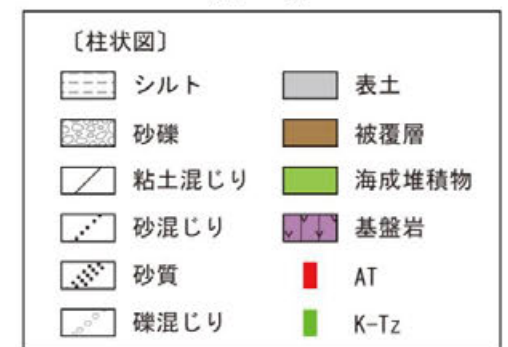 〔柱状図〕
シルト 表土
砂礫 被覆層
粘土混じり 海成堆積物
砂混じり 基盤岩
砂質 AT
礫混じり K-Tz